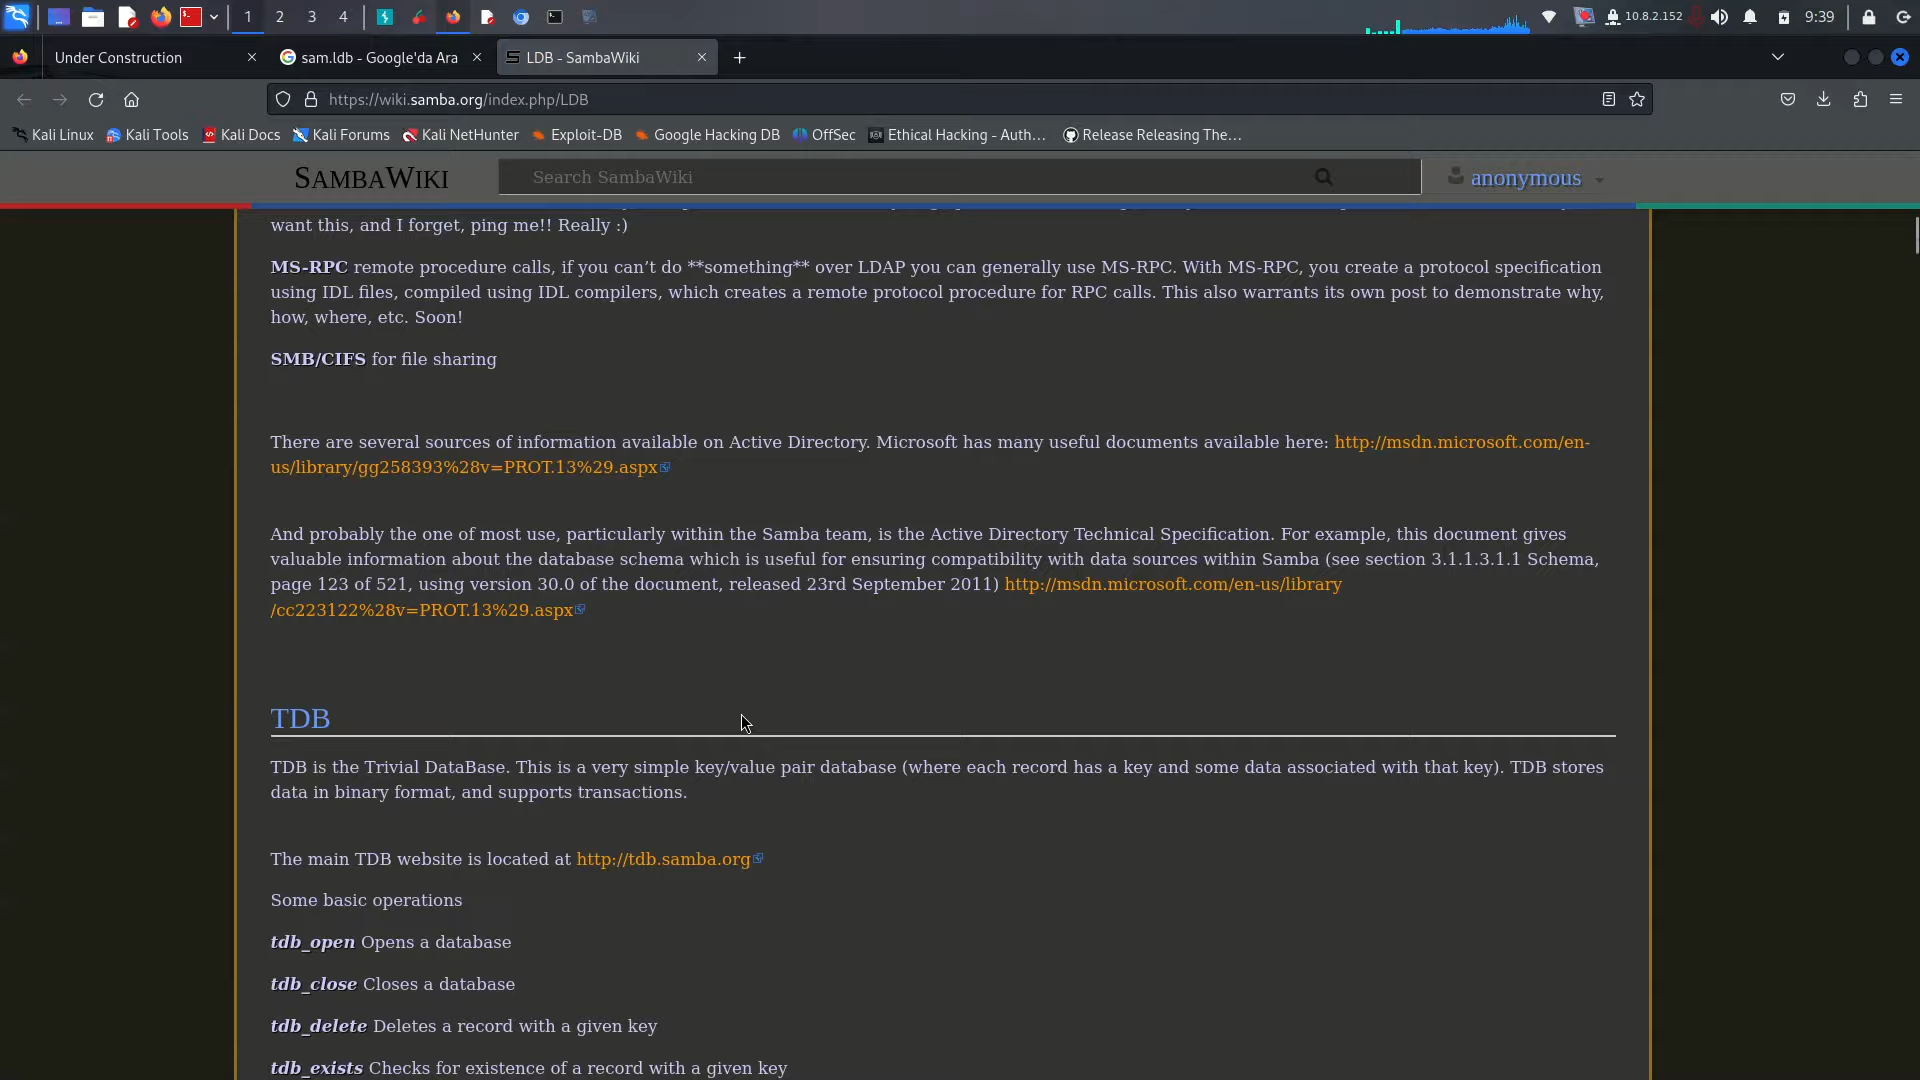 1 2 3 4
10.8.2.152
9:39
Under Construction
sam.ldb - Google'da Ara
LDB - SambaWiki
https://wiki.samba.org/index.php/LDB
Kali Linux
Kali Tools
Kali Docs
Kali Forums
Kali NetHunter
Exploit-DB
Google Hacking DB
OffSec
Ethical Hacking - Auth...
Release Releasing The...
SAMBAWIKI
Search SambaWiki
anonymous
want this, and I forget, ping me!! Really :)
MS-RPC remote procedure calls, if you can’t do **something** over LDAP you can generally use MS-RPC. With MS-RPC, you create a protocol specification
using IDL files, compiled using IDL compilers, which creates a remote protocol procedure for RPC calls. This also warrants its own post to demonstrate why,
how, where, etc. Soon!
SMB/CIFS for file sharing
There are several sources of information available on Active Directory. Microsoft has many useful documents available here: http://msdn.microsoft.com/en-
us/library/gg258393%28v=PROT.13%29.aspx
And probably the one of most use, particularly within the Samba team, is the Active Directory Technical Specification. For example, this document gives
valuable information about the database schema which is useful for ensuring compatibility with data sources within Samba (see section 3.1.1.3.1.1 Schema,
page 123 of 521, using version 30.0 of the document, released 23rd September 2011) http://msdn.microsoft.com/en-us/library
/cc223122%28v=PROT.13%29.aspx
TDB
TDB is the Trivial DataBase. This is a very simple key/value pair database (where each record has a key and some data associated with that key). TDB stores
data in binary format, and supports transactions.
The main TDB website is located at http://tdb.samba.org
Some basic operations
tdb_open Opens a database
tdb_close Closes a database
tdb_delete Deletes a record with a given key
tdb_exists Checks for existence of a record with a given key